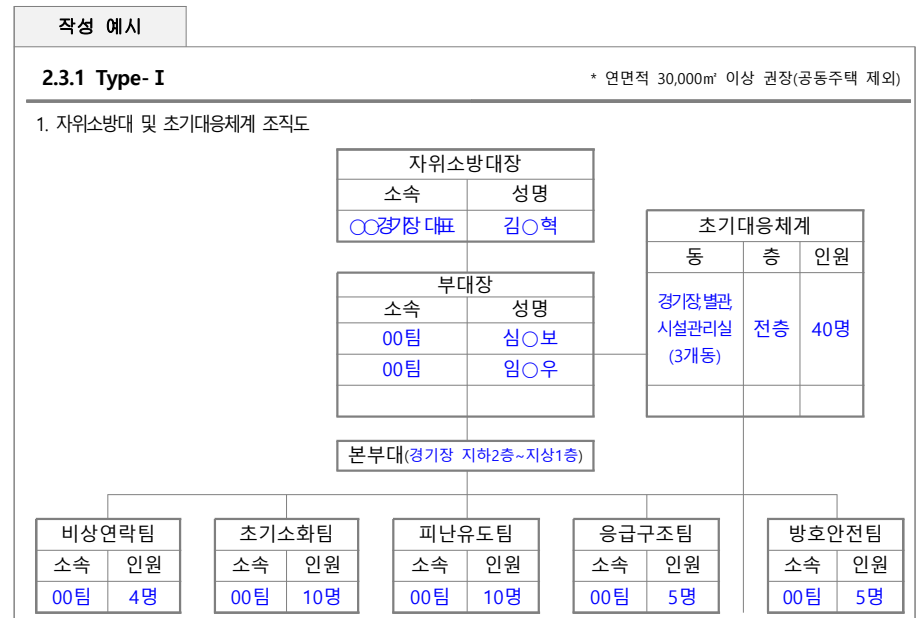 작성 예시
2.3.1 Type-Ⅰ * 연면적 30,000㎡ 이상 권장(공동주택 제외)
1. 자위소방대 및 초기대응체계 조직도
자위소방대장
소속 성명
○○경기장 대표 김○혁
초기대응체계
동 층 인원
경기장,별관,
시설관리실
(3개동)
전층 40명
부대장
소속 성명
00팀 심○보
00팀 임○우
본부대(경기장 지하2층~지상1층)
비상연락팀 초기소화팀 피난유도팀 응급구조팀 방호안전팀
소속 인원 소속 인원 소속 인원 소속 인원 소속 인원
00팀 4명 00팀 10명 00팀 10명 00팀 5명 00팀 5명